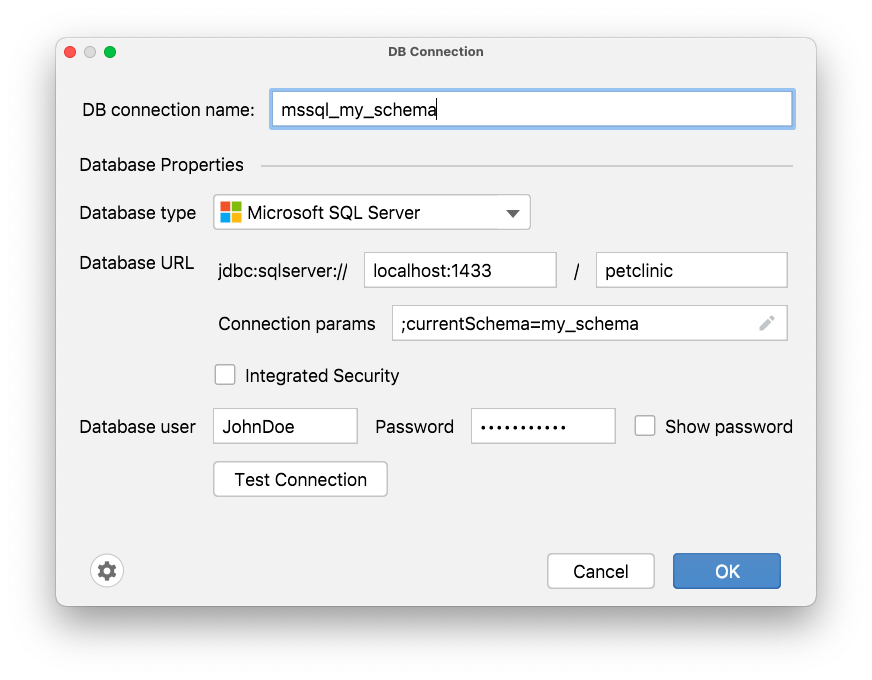 DB Connection
DB connection name: mssql_my_schema
Database Properties
Database type Microsoft SQL Server
Database URL jdbc:sqlserver:// localhost:1433 / petclinic
Connection params ;currentSchema=my_schema
Integrated Security
Database user JohnDoe Password ••••••••••• Show password
Test Connection
Cancel OK